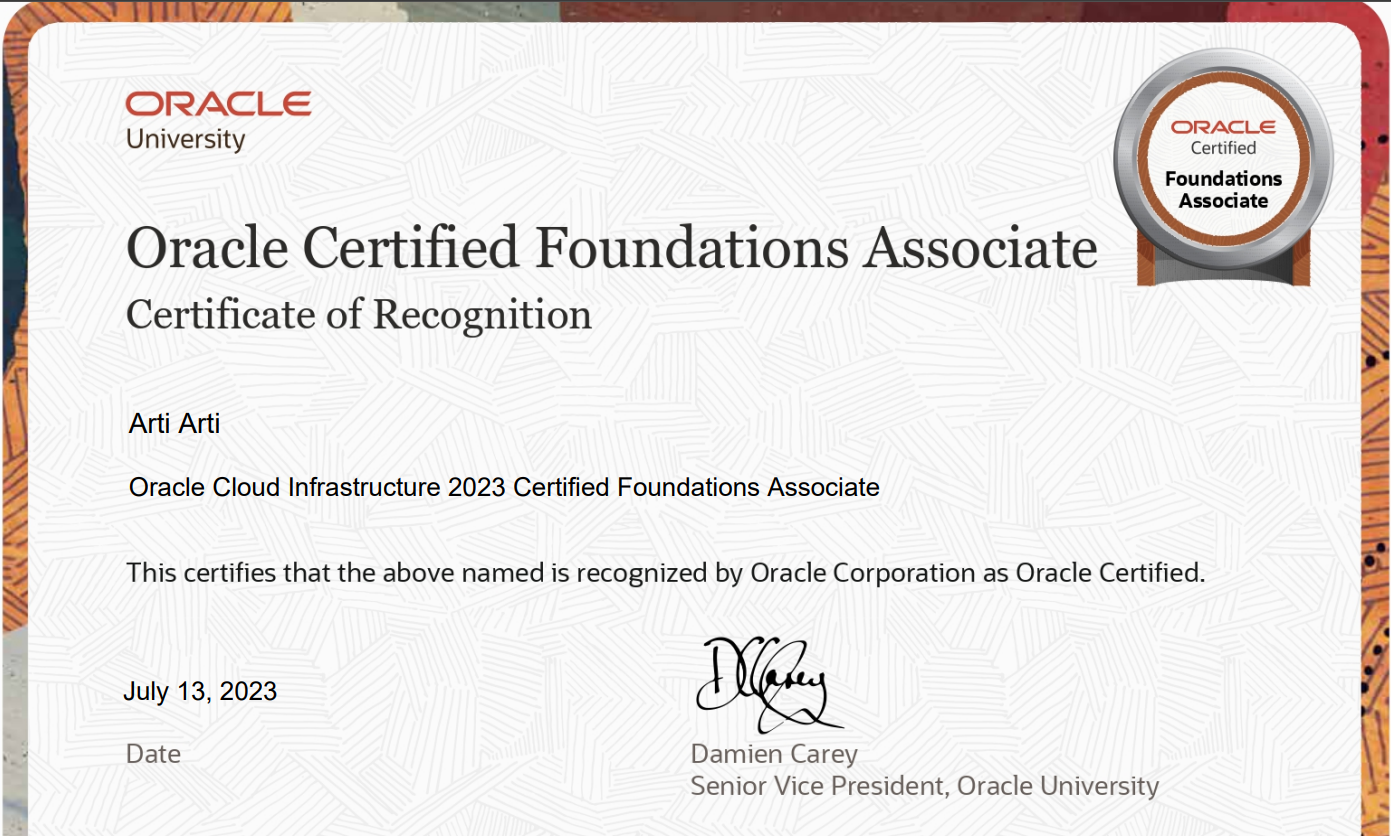 ORACLE
University
ORACLE
Certified
Foundations
Associate
Oracle Certified Foundations Associate
Certificate of Recognition
Arti Arti
Oracle Cloud Infrastructure 2023 Certified Foundations Associate
This certifies that the above named is recognized by Oracle Corporation as Oracle Certified.
DCarey
July 13, 2023
Date
Damien Carey
Senior Vice President, Oracle University